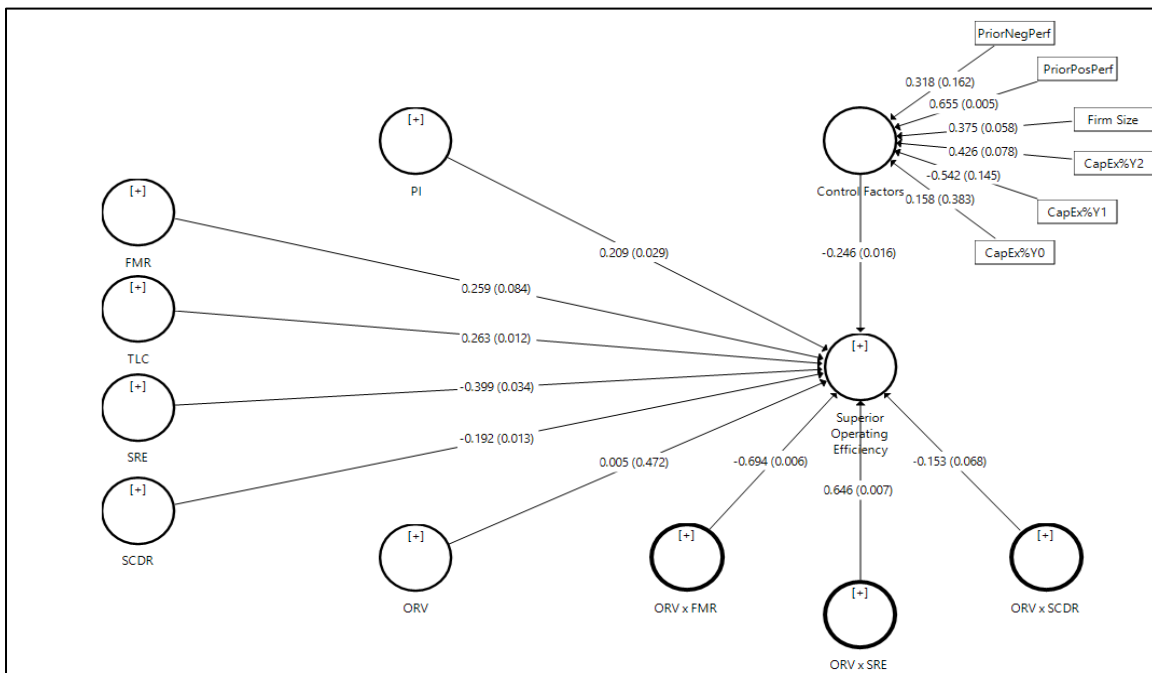 PriorNegPerf
0.318 (0.162)
PriorPosPerf
0.655 (0.005)
[+]
Firm Size
0.375 (0.058)
0.426 (0.078)
CapEx%Y2
[+]
-0.542 (0.145)
PI
Control Factors
0.158 (0.383)
CapEx%Y1
0.209 (0.029)
-0.246 (0.016)
CapEx%Y0
FMR
[+]
0.259 (0.084)
0.263 (0.012)
[+]
TLC
[+]
-0.399 (0.034)
Superior
Operating
Efficiency
SRE
-0.192 (0.013)
0.005 (0.472)
-0.694 (0.006)
-0.153 (0.068)
[+]
0.646 (0.007)
SCDR
[+]
[+]
[+]
ORV
ORV x FMR
[+]
ORV x SCDR
ORV x SRE